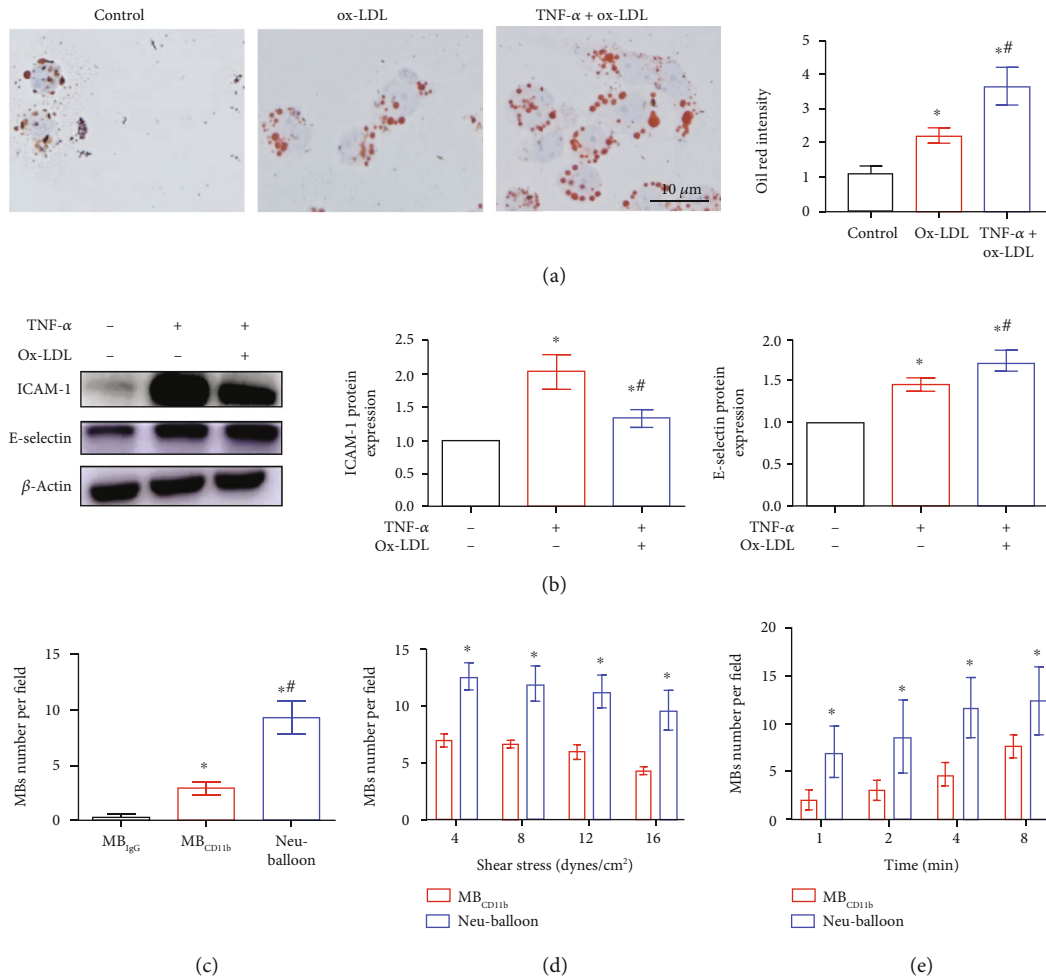 Control
ox-LDL
TNF-α + ox-LDL
10 μm
Oil red intensity
5
4
3
2
1
0
*
*#
Control
Ox-LDL
TNF-α +
ox-LDL
(a)
TNF-α – + +
Ox-LDL – – +
ICAM-1
E-selectin
β-Actin
ICAM-1 protein
expression
2.5
2.0
1.5
1.0
0.5
0.0
*
*#
TNF-α – + +
Ox-LDL – – +
E-selectin protein
expression
2.0
1.5
1.0
0.5
0.0
*
*#
TNF-α – + +
Ox-LDL – – +
(b)
MBs number per field
15
10
5
0
*
*#
MB_IgG
MB_CD11b
Neu-
balloon
(c)
MBs number per field
15
10
5
0
* * * *
4 8 12 16
Shear stress (dynes/cm²)
MB_CD11b
Neu-balloon
(d)
MBs number per field
20
15
10
5
0
* * * *
1 2 4 8
Time (min)
MB_CD11b
Neu-balloon
(e)